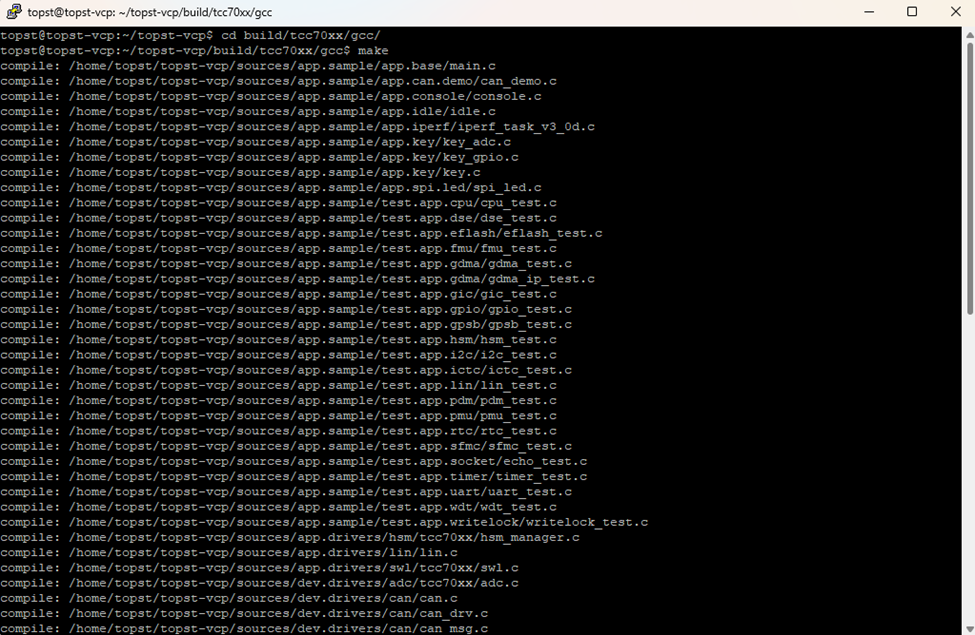 topst@topst-vcp: ~/topst-vcp/build/tcc70xx/gcc
topst@topst-vcp:~/topst-vcp$ cd build/tcc70xx/gcc/
topst@topst-vcp:~/topst-vcp/build/tcc70xx/gcc$ make
compile: /home/topst/topst-vcp/sources/app.sample/app.base/main.c
compile: /home/topst/topst-vcp/sources/app.sample/app.can.demo/can_demo.c
compile: /home/topst/topst-vcp/sources/app.sample/app.console/console.c
compile: /home/topst/topst-vcp/sources/app.sample/app.idle/idle.c
compile: /home/topst/topst-vcp/sources/app.sample/app.iperf/iperf_task_v3_0d.c
compile: /home/topst/topst-vcp/sources/app.sample/app.key/key_adc.c
compile: /home/topst/topst-vcp/sources/app.sample/app.key/key_gpio.c
compile: /home/topst/topst-vcp/sources/app.sample/app.key/key.c
compile: /home/topst/topst-vcp/sources/app.sample/app.spi.led/spi_led.c
compile: /home/topst/topst-vcp/sources/app.sample/test.app.cpu/cpu_test.c
compile: /home/topst/topst-vcp/sources/app.sample/test.app.dse/dse_test.c
compile: /home/topst/topst-vcp/sources/app.sample/test.app.eflash/eflash_test.c
compile: /home/topst/topst-vcp/sources/app.sample/test.app.fmu/fmu_test.c
compile: /home/topst/topst-vcp/sources/app.sample/test.app.gdma/gdma_test.c
compile: /home/topst/topst-vcp/sources/app.sample/test.app.gdma/gdma_ip_test.c
compile: /home/topst/topst-vcp/sources/app.sample/test.app.gic/gic_test.c
compile: /home/topst/topst-vcp/sources/app.sample/test.app.gpio/gpio_test.c
compile: /home/topst/topst-vcp/sources/app.sample/test.app.gpsb/gpsb_test.c
compile: /home/topst/topst-vcp/sources/app.sample/test.app.hsm/hsm_test.c
compile: /home/topst/topst-vcp/sources/app.sample/test.app.i2c/i2c_test.c
compile: /home/topst/topst-vcp/sources/app.sample/test.app.ictc/ictc_test.c
compile: /home/topst/topst-vcp/sources/app.sample/test.app.lin/lin_test.c
compile: /home/topst/topst-vcp/sources/app.sample/test.app.pdm/pdm_test.c
compile: /home/topst/topst-vcp/sources/app.sample/test.app.pmu/pmu_test.c
compile: /home/topst/topst-vcp/sources/app.sample/test.app.rtc/rtc_test.c
compile: /home/topst/topst-vcp/sources/app.sample/test.app.sfmc/sfmc_test.c
compile: /home/topst/topst-vcp/sources/app.sample/test.app.socket/echo_test.c
compile: /home/topst/topst-vcp/sources/app.sample/test.app.timer/timer_test.c
compile: /home/topst/topst-vcp/sources/app.sample/test.app.uart/uart_test.c
compile: /home/topst/topst-vcp/sources/app.sample/test.app.wdt/wdt_test.c
compile: /home/topst/topst-vcp/sources/app.sample/test.app.writelock/writelock_test.c
compile: /home/topst/topst-vcp/sources/app.drivers/hsm/tcc70xx/hsm_manager.c
compile: /home/topst/topst-vcp/sources/app.drivers/lin/lin.c
compile: /home/topst/topst-vcp/sources/app.drivers/swl/tcc70xx/swl.c
compile: /home/topst/topst-vcp/sources/dev.drivers/adc/tcc70xx/adc.c
compile: /home/topst/topst-vcp/sources/dev.drivers/can/can.c
compile: /home/topst/topst-vcp/sources/dev.drivers/can/can_drv.c
compile: /home/topst/topst-vcp/sources/dev.drivers/can/can_msg.c